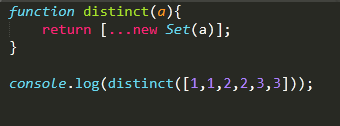 function distinct(a){
    return [...new Set(a)];
}

console.log(distinct([1,1,2,2,3,3]));